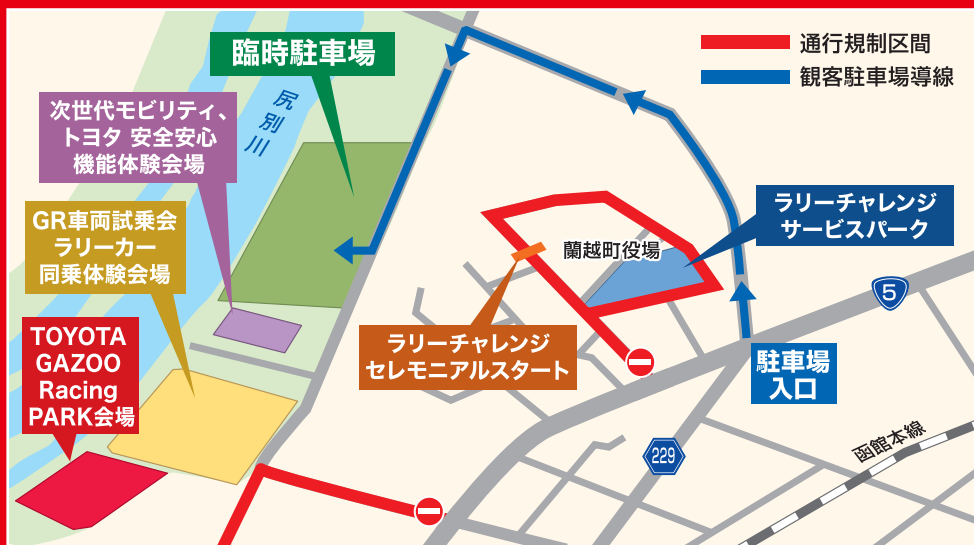 臨時駐車場
通行規制区間
観客駐車場導線
尻別川
次世代モビリティ、
トヨタ 安全安心
機能体験会場
GR車両試乗会
ラリーカー
同乗体験会場
ラリーチャレンジ
サービスパーク
蘭越町役場
5
TOYOTA
GAZOO
Racing
PARK会場
ラリーチャレンジ
セレモニアルスタート
駐車場
入口
229
函館本線